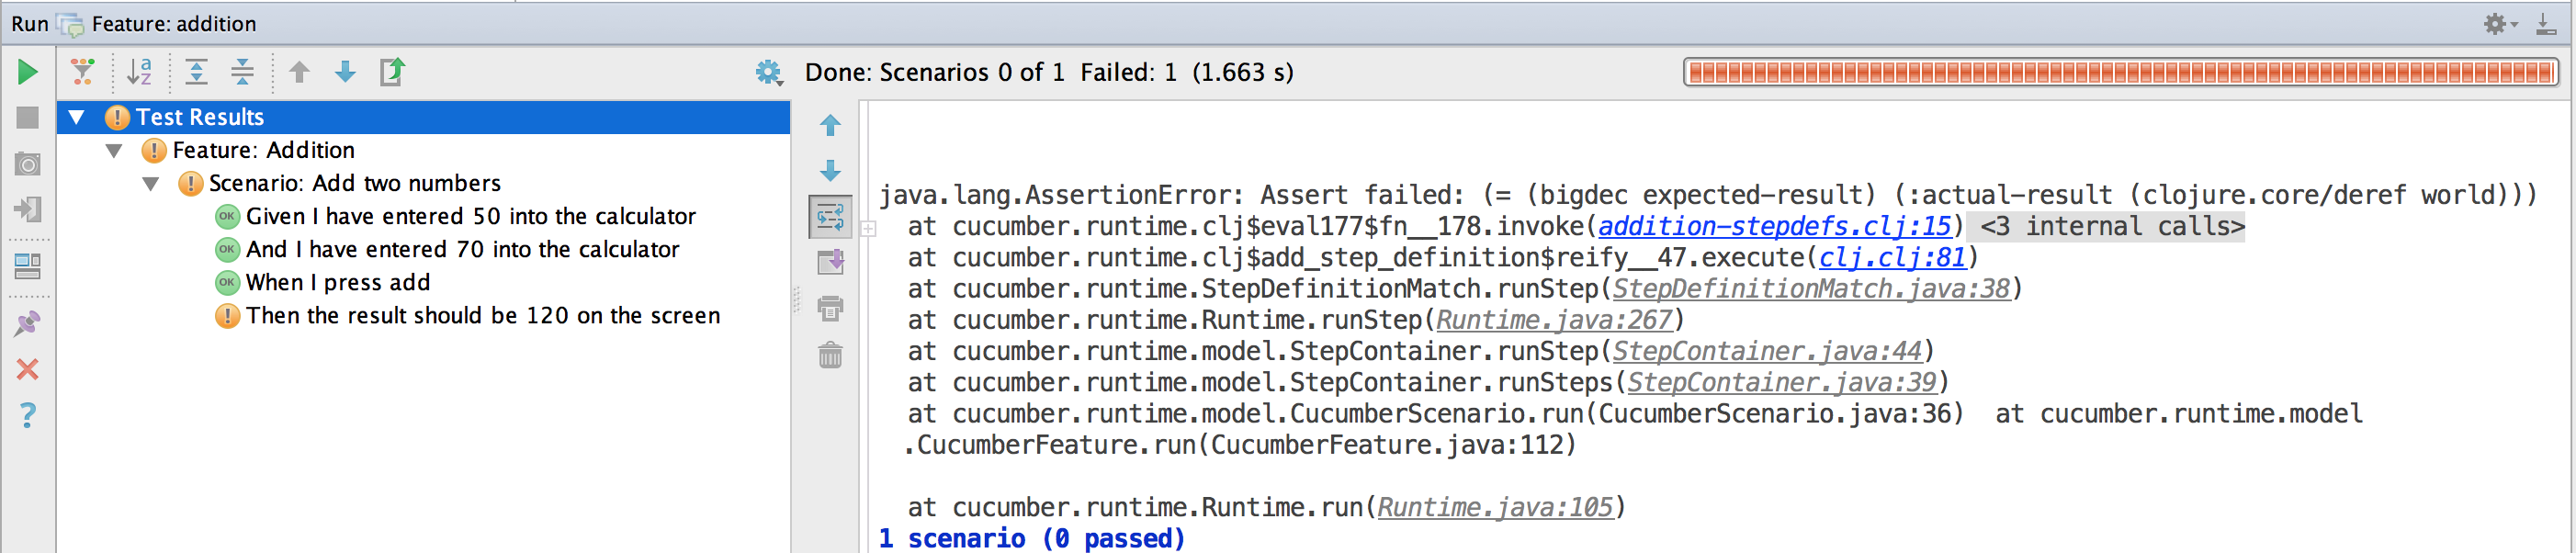 Run Feature: addition
Done: Scenarios 0 of 1 Failed: 1 (1.663 s)
Test Results
Feature: Addition
Scenario: Add two numbers
OK Given I have entered 50 into the calculator
OK And I have entered 70 into the calculator
OK When I press add
Then the result should be 120 on the screen
java.lang.AssertionError: Assert failed: (= (bigdec expected-result) (:actual-result (clojure.core/deref world)))
at cucumber.runtime.clj$eval177$fn__178.invoke(addition-stepdefs.clj:15) <3 internal calls>
at cucumber.runtime.clj$add_step_definition$reify__47.execute(clj.clj:81)
at cucumber.runtime.StepDefinitionMatch.runStep(StepDefinitionMatch.java:38)
at cucumber.runtime.Runtime.runStep(Runtime.java:267)
at cucumber.runtime.model.StepContainer.runStep(StepContainer.java:44)
at cucumber.runtime.model.StepContainer.runSteps(StepContainer.java:39)
at cucumber.runtime.model.CucumberScenario.run(CucumberScenario.java:36) at cucumber.runtime.model
.CucumberFeature.run(CucumberFeature.java:112)
at cucumber.runtime.Runtime.run(Runtime.java:105)
1 scenario (0 passed)